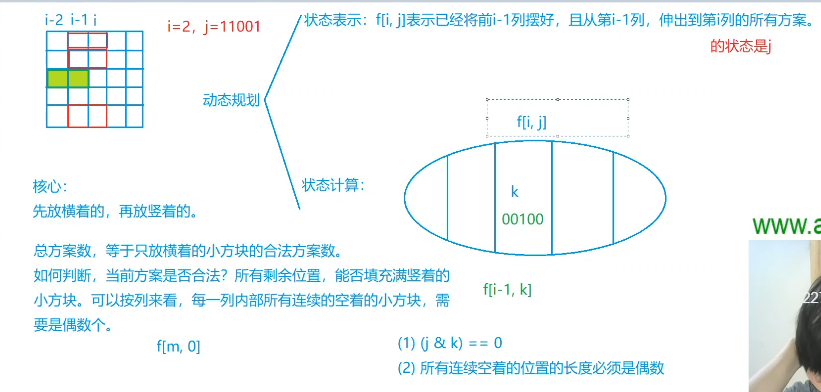 i-2 i-1 i
i=2，j=11001
状态表示：f[i, j]表示已经将前i-1列摆好，且从第i-1列，伸出到第i列的所有方案。
的状态是j
动态规划
f[i, j]
状态计算：
核心：
先放横着的，再放竖着的。
k
00100
总方案数，等于只放横着的小方块的合法方案数。
如何判断，当前方案是否合法？所有剩余位置，能否填充满竖着的
小方块。可以按列来看，每一列内部所有连续的空着的小方块，需
要是偶数个。
f[i-1, k]
f[m, 0]
(1) (j & k) == 0
(2) 所有连续空着的位置的长度必须是偶数
www.a